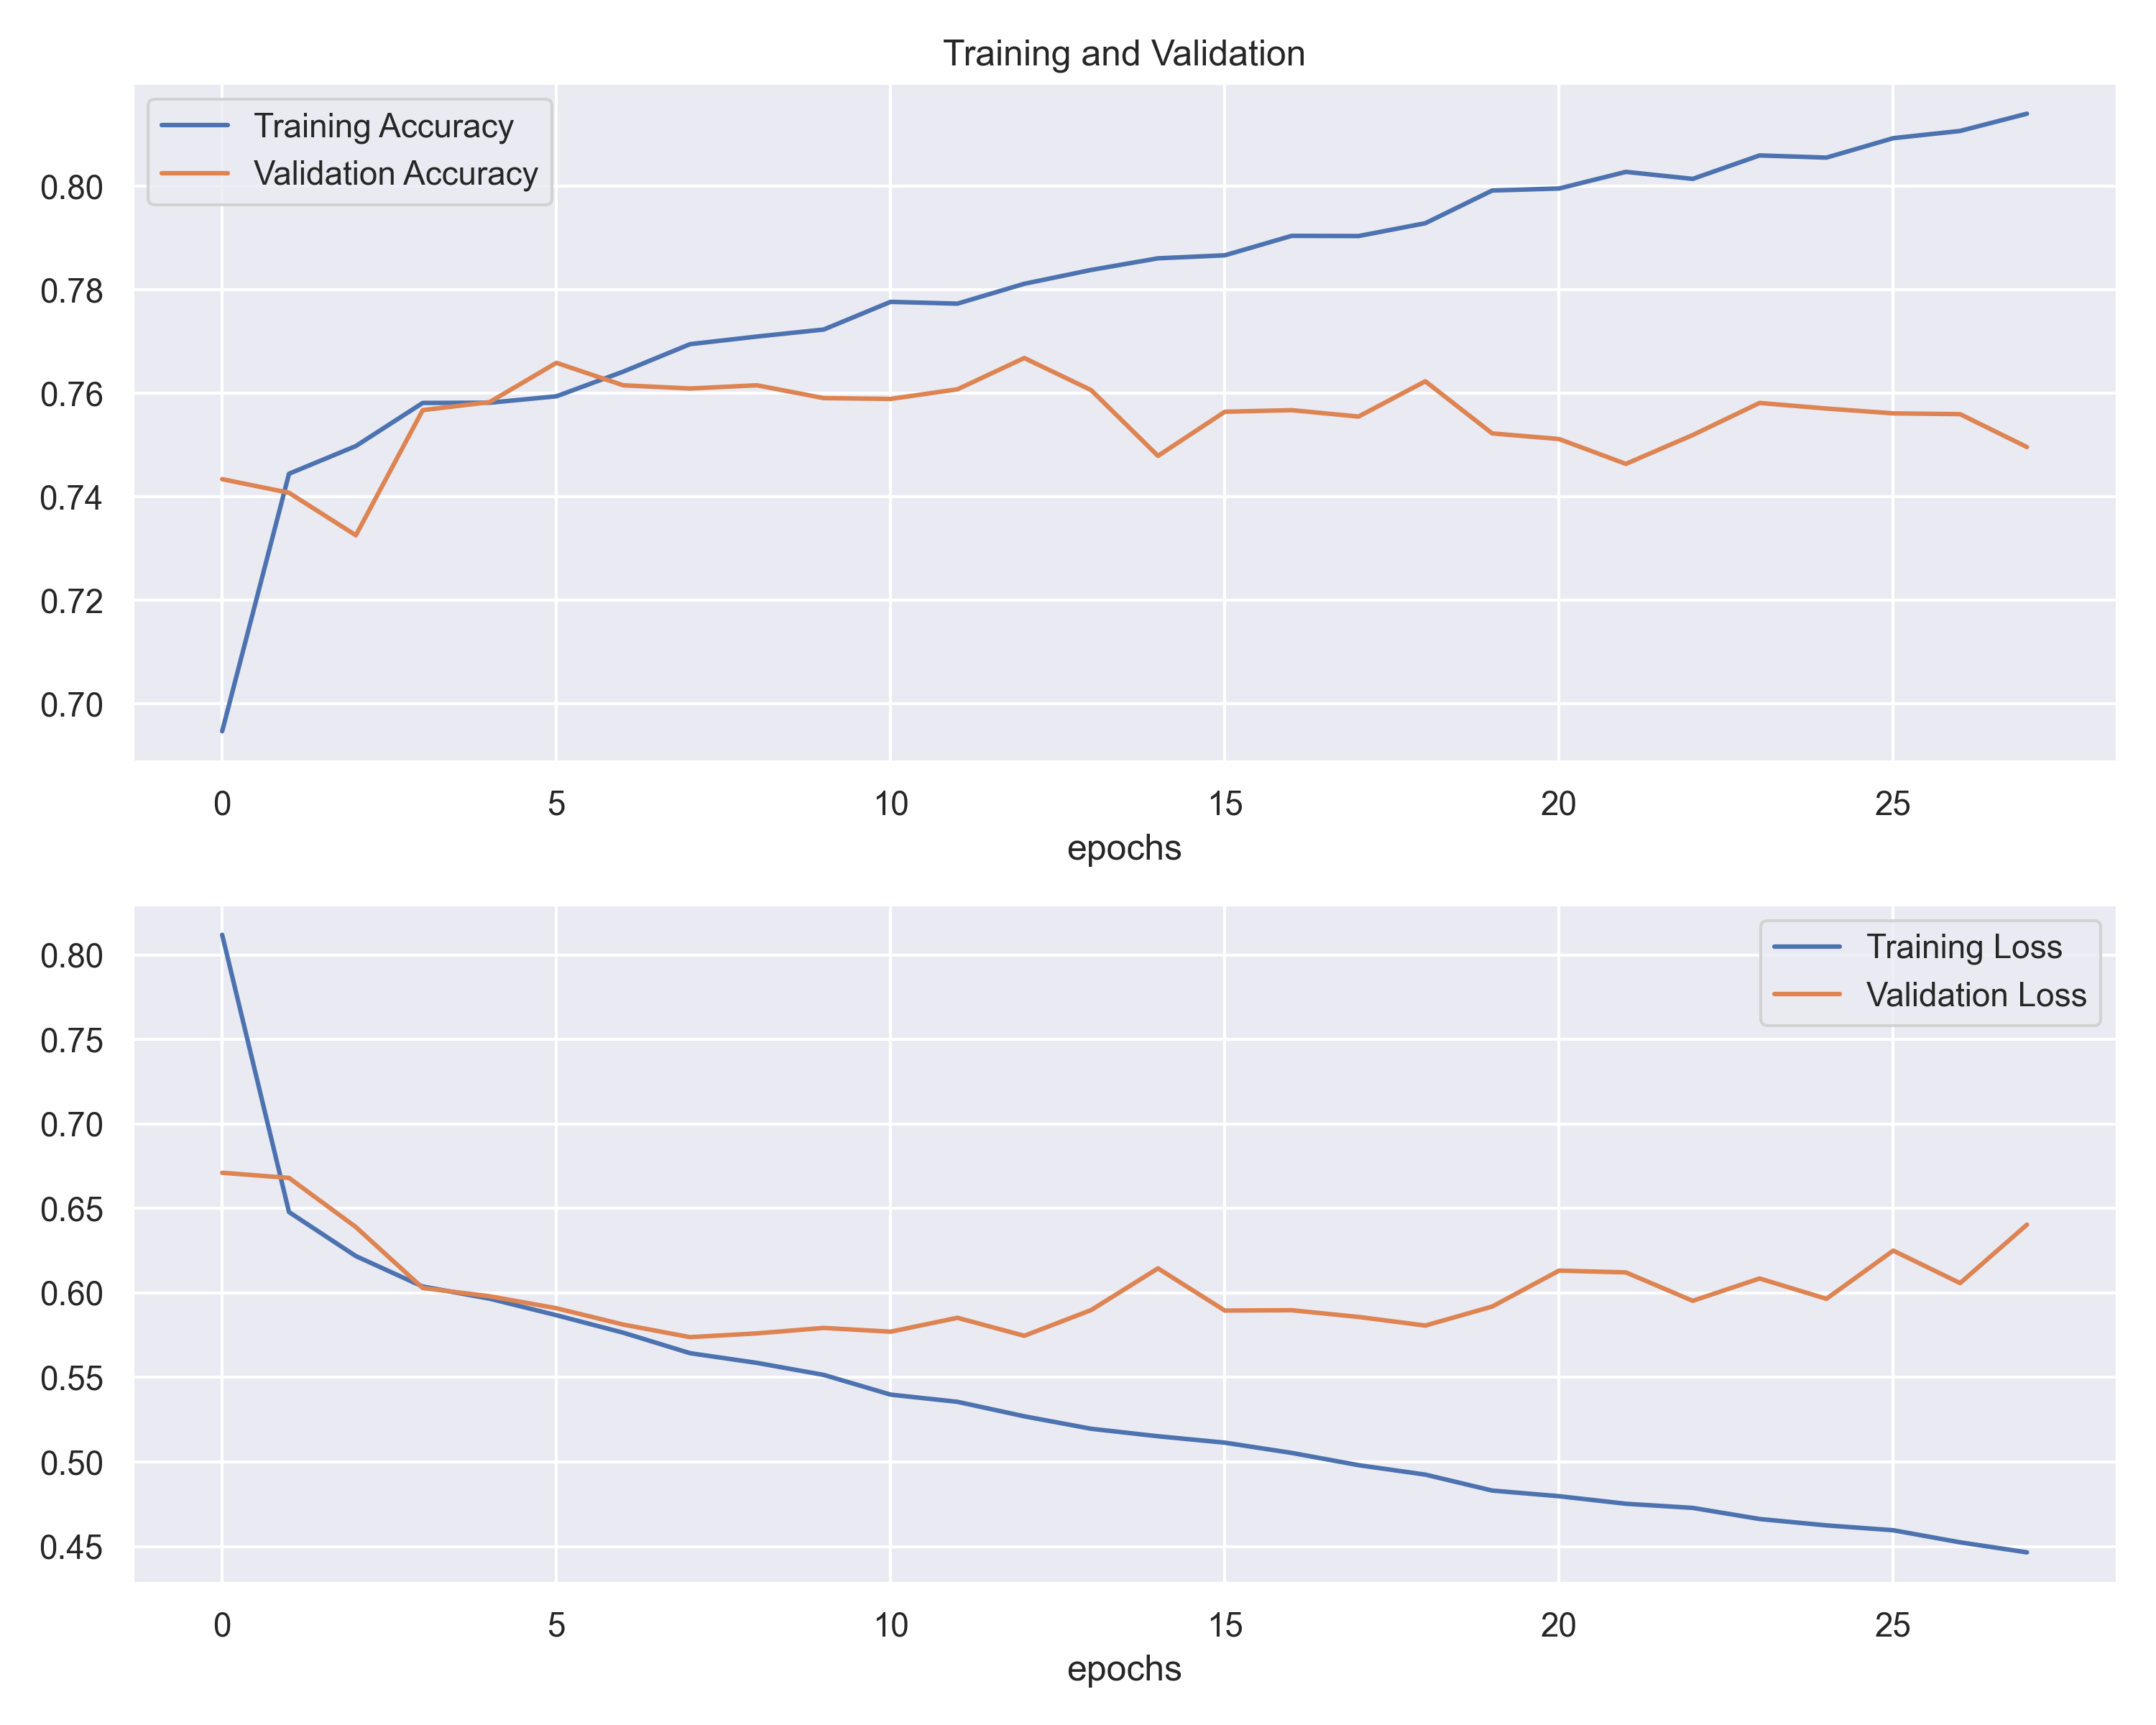 Training and Validation
Training Accuracy
Validation Accuracy
0.80
0.78
0.76
0.74
0.72
0.70
0 5 10 15 20 25
epochs
Training Loss
Validation Loss
0.80
0.75
0.70
0.65
0.60
0.55
0.50
0.45
0 5 10 15 20 25
epochs